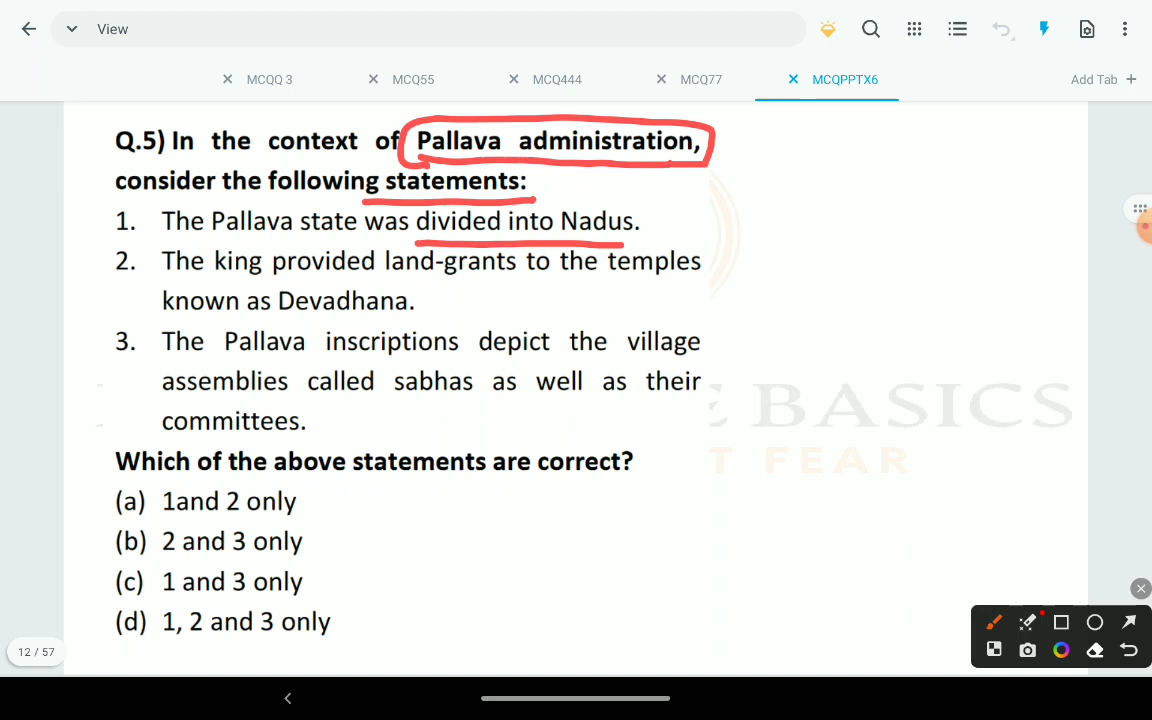 View
MCQQ 3
MCQ55
MCQ444
MCQ77
MCQPPTX6
Add Tab +
Q.5) In the context of Pallava administration,
consider the following statements:
1. The Pallava state was divided into Nadus.
2. The king provided land-grants to the temples
known as Devadhana.
3. The Pallava inscriptions depict the village
assemblies called sabhas as well as their
committees.
Which of the above statements are correct?
(a) 1and 2 only
(b) 2 and 3 only
(c) 1 and 3 only
(d) 1, 2 and 3 only
BASICS
T FEAR
12 / 57